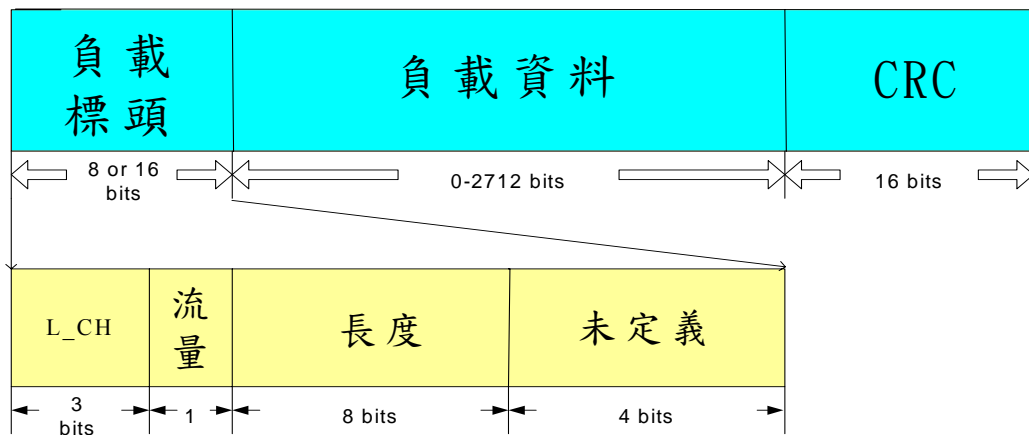 負載
標頭
負載資料
CRC
8 or 16
bits
0-2712 bits
16 bits
L_CH
流
量
長度
未定義
3
bits
1
8 bits
4 bits